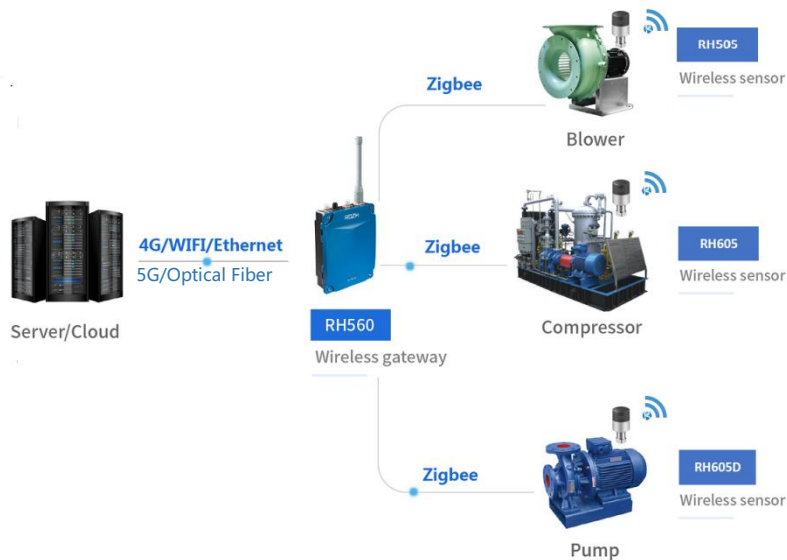 Zigbee
RH505
Wireless sensor
Blower
4G/WIFI/Ethernet
5G/Optical Fiber
Server/Cloud
RH560
Wireless gateway
Zigbee
RH605
Wireless sensor
Compressor
Zigbee
RH605D
Wireless sensor
Pump